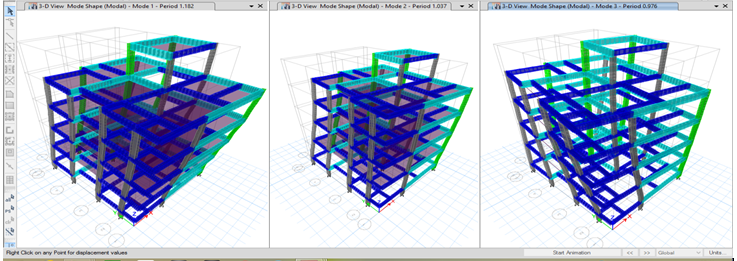 3-D View Mode Shape (Modal) - Mode 1 - Period 1.182
3-D View Mode Shape (Modal) - Mode 2 - Period 1.037
3-D View Mode Shape (Modal) - Mode 3 - Period 0.976
Right Click on any Point for displacement values
Start Animation
<<
>>
Global
Units...